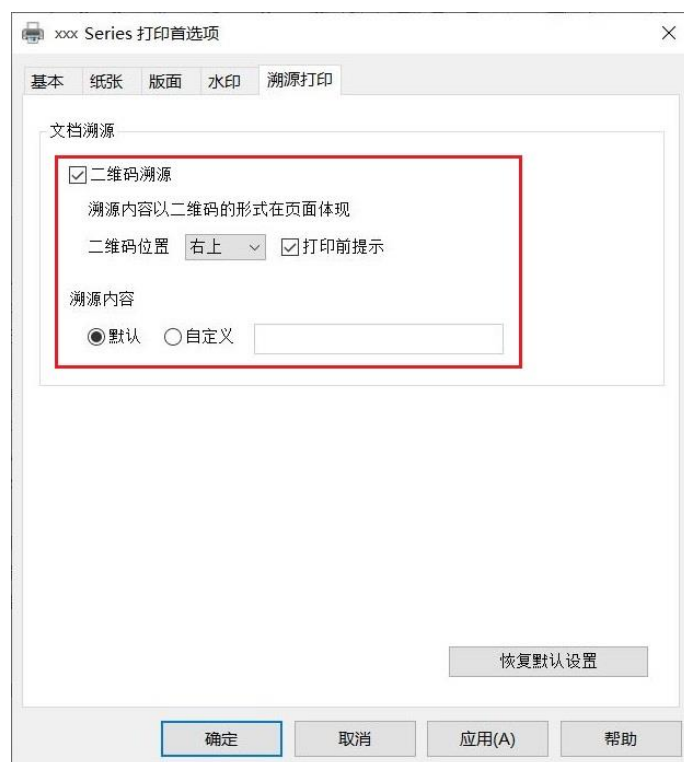 xxx Series 打印首选项
基本 纸张 版面 水印 溯源打印
文档溯源
二维码溯源
溯源内容以二维码的形式在页面体现
二维码位置 右上 打印前提示
溯源内容
默认 自定义
恢复默认设置
确定 取消 应用(A) 帮助